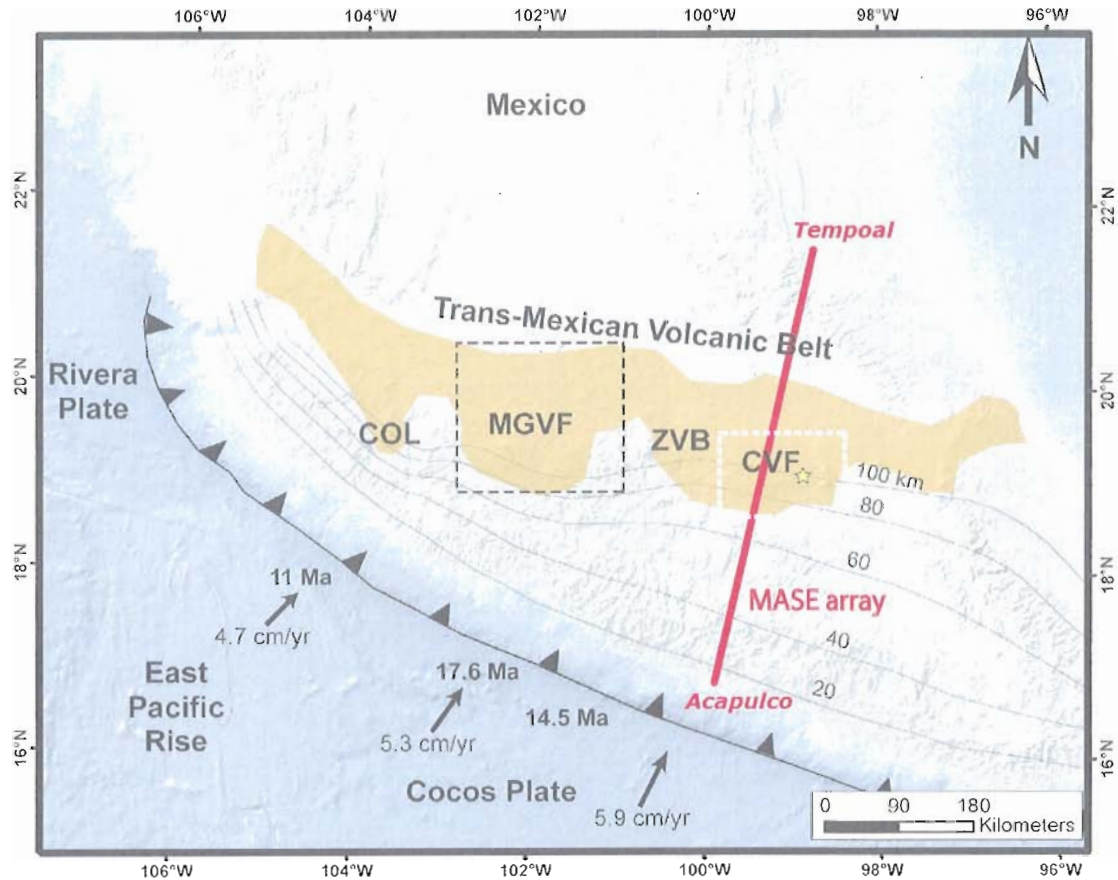 106°W 104°W 102°W 100°W 98°W 96°W
Mexico
N
22°N
22°N
Tempoal
Trans-Mexican Volcanic Belt
20°N
20°N
Rivera
Plate
COL
MGVF
ZVB
CVF
100 km
80
60
18°N
18°N
11 Ma
4.7 cm/yr
MASE array
40
20
East
Pacific
Rise
17.6 Ma
14.5 Ma
5.3 cm/yr
Acapulco
16°N
16°N
Cocos Plate
5.9 cm/yr
0 90 180
Kilometers
106°W 104°W 102°W 100°W 98°W 96°W